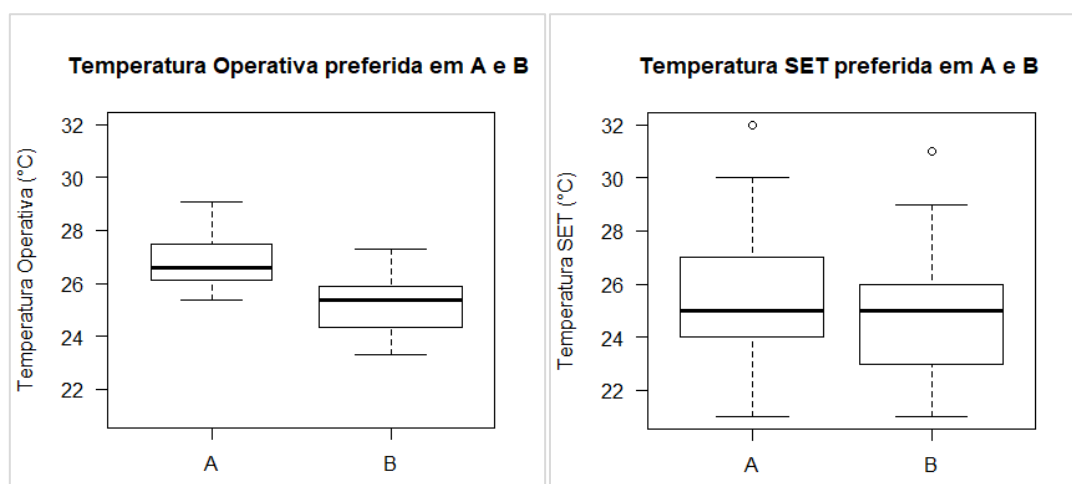 Temperatura Operativa preferida em A e B
Temperatura Operativa (°C)
32
30
28
26
24
22
A B
Temperatura SET preferida em A e B
Temperatura SET (°C)
32
30
28
26
24
22
A B